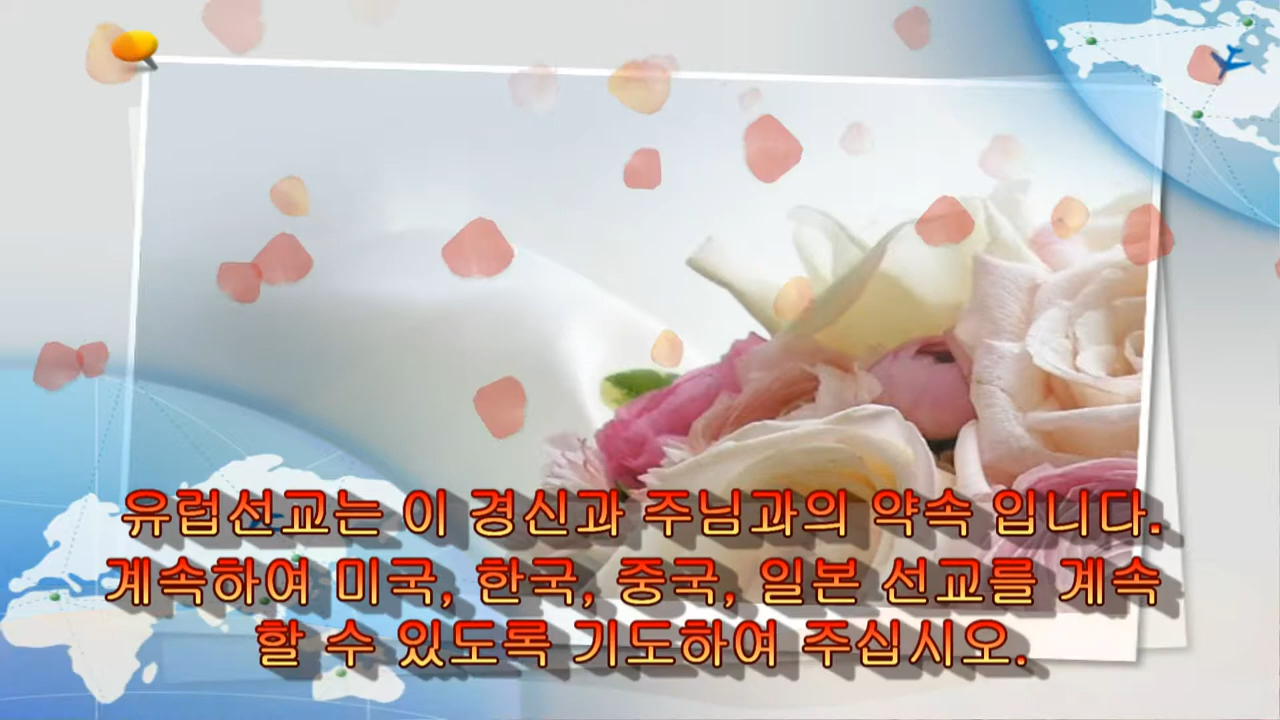 유럽선교는 이 경신과 주님과의 약속 입니다.
계속하여 미국, 한국, 중국, 일본 선교를 계속
할 수 있도록 기도하여 주십시오.